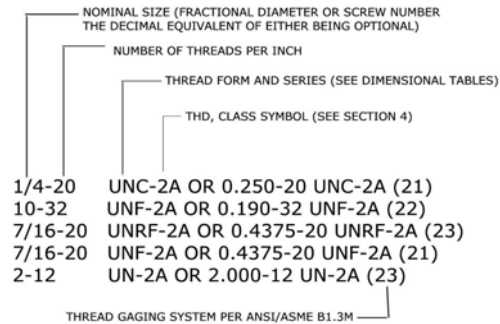 NOMINAL SIZE (FRACTIONAL DIAMETER OR SCREW NUMBER
THE DECIMAL EQUIVALENT OF EITHER BEING OPTIONAL)
NUMBER OF THREADS PER INCH
THREAD FORM AND SERIES (SEE DIMENSIONAL TABLES)
THD, CLASS SYMBOL (SEE SECTION 4)
1/4-20 UNC-2A OR 0.250-20 UNC-2A (21)
10-32 UNF-2A OR 0.190-32 UNF-2A (22)
7/16-20 UNRF-2A OR 0.4375-20 UNRF-2A (23)
7/16-20 UNF-2A OR 0.4375-20 UNF-2A (21)
2-12 UN-2A OR 2.000-12 UN-2A (23)
THREAD GAGING SYSTEM PER ANSI/ASME B1.3M